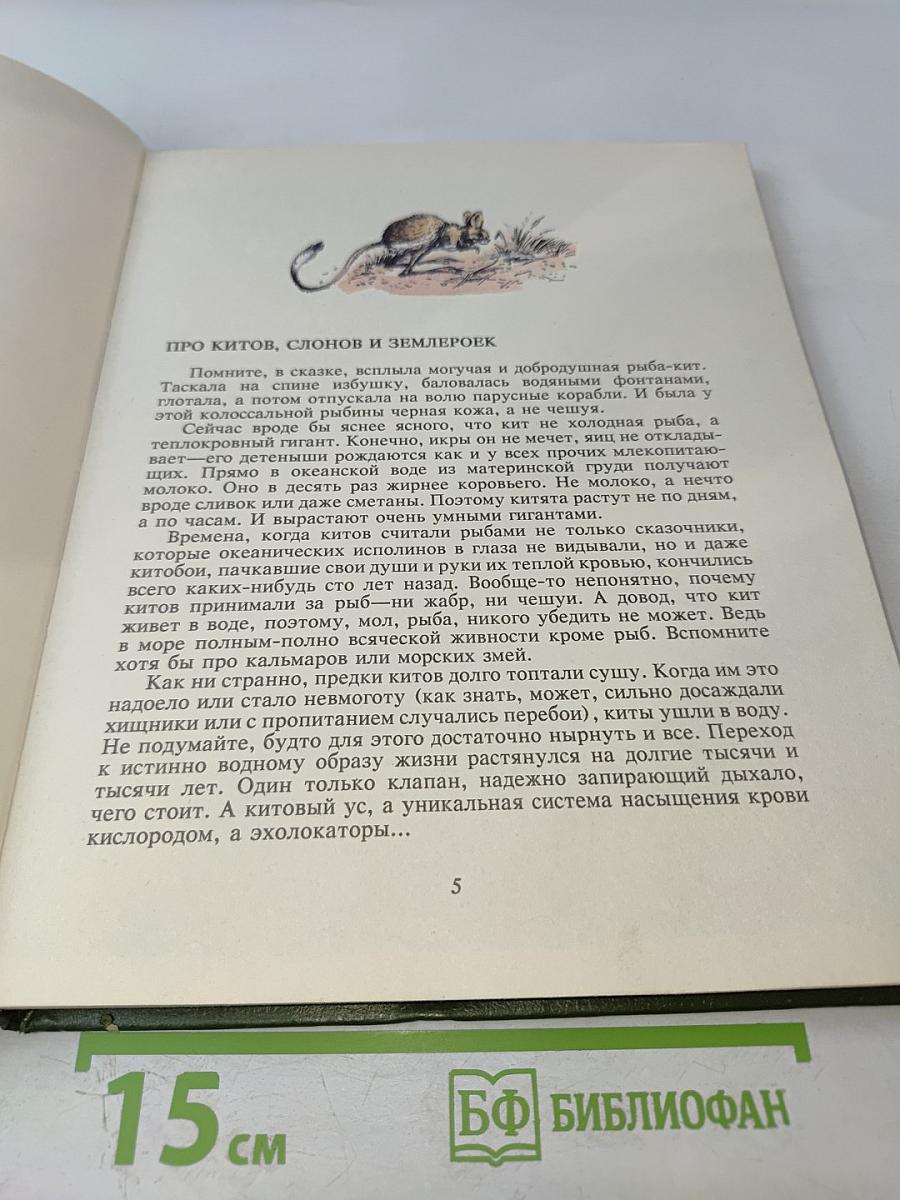 ПРО КИТОВ, СЛОНОВ И ЗЕМЛЕРОЕК
Помните, в сказке, всплыла могучая и добродушная рыба-кит.
Таскала на спине избушку, баловалась водяными фонтанами,
глотала, а потом отпускала на волю парусные корабли. И была у
этой колоссальной рыбины черная кожа, а не чешуя.
Сейчас вроде бы яснее ясного, что кит не холодная рыба, а
теплокровный гигант. Конечно, икры он не мечет, яиц не отклады-
вает—его детеныши рождаются как и у всех прочих млекопитаю-
щих. Прямо в океанской воде из материнской груди получают
молоко. Оно в десять раз жирнее коровьего. Не молоко, а нечто
вроде сливок или даже сметаны. Поэтому китята растут не по дням,
а по часам. И вырастают очень умными гигантами.
Времена, когда китов считали рыбами не только сказочники,
которые океанических исполинов в глаза не видывали, но и даже
китобои, пачкавшие свои души и руки их теплой кровью, кончились
всего каких-нибудь сто лет назад. Вообще-то непонятно, почему
китов принимали за рыб—ни жабр, ни чешуи. А довод, что кит
живет в воде, поэтому, мол, рыба, никого убедить не может. Ведь
в море полным-полно всяческой живности кроме рыб. Вспомните
хотя бы про кальмаров или морских змей.
Как ни странно, предки китов долго топтали сушу. Когда им это
надоело или стало невмоготу (как знать, может, сильно досаждали
хищники или с пропитанием случались перебои), киты ушли в воду.
Не подумайте, будто для этого достаточно нырнуть и все. Переход
к истинно водному образу жизни растянулся на долгие тысячи и
тысячи лет. Один только клапан, надежно запирающий дыхало,
чего стоит. А китовый ус, а уникальная система насыщения крови
кислородом, а эхолокаторы...
5
15 см
БФ БИБЛИОФАН